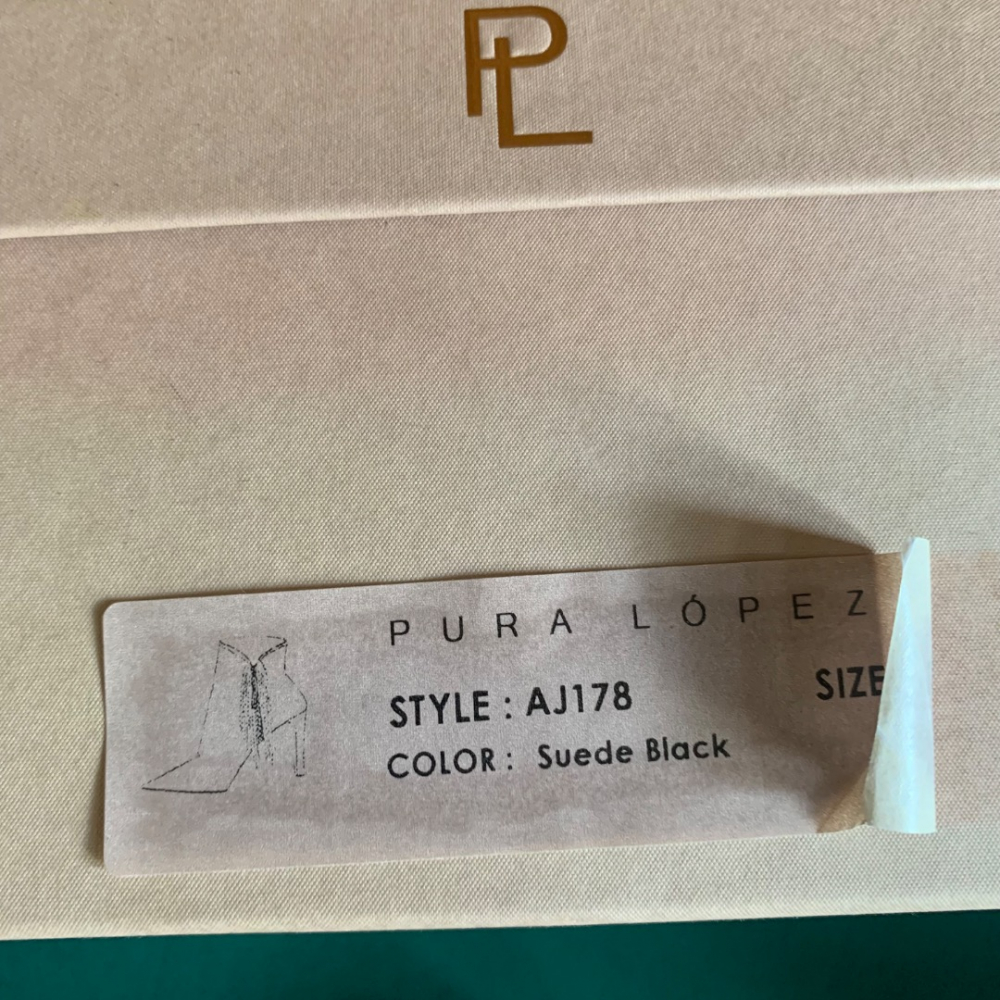 PL
PURA LÓPEZ
STYLE : AJ178
SIZE
COLOR : Suede Black